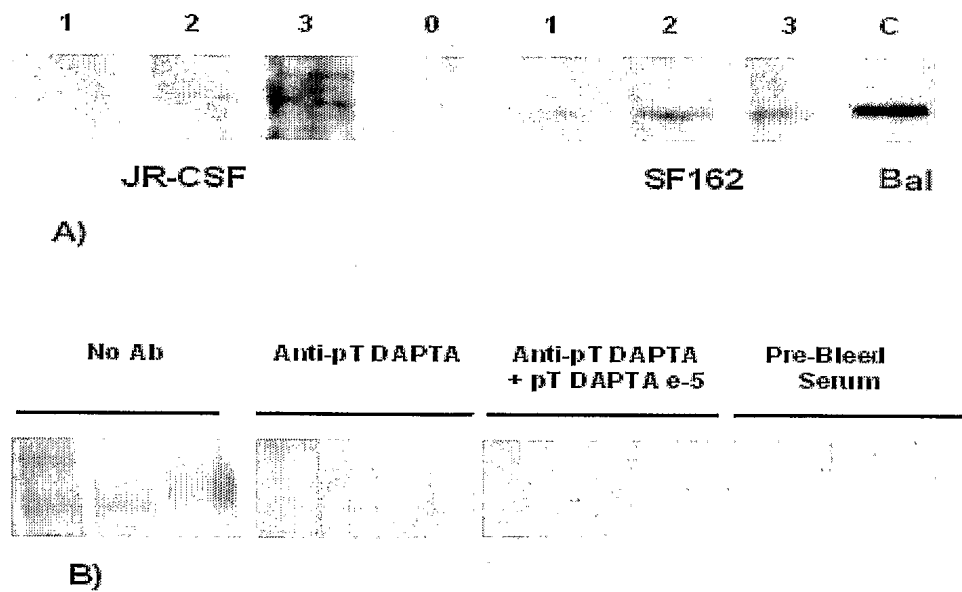 1 2 3 0 1 2 3 C
JR-CSF SF162 Bal
A)
No Ab Anti-pT DAPTA Anti-pT DAPTA Pre-Bleed
+ pT DAPTA e-5 Serum
B)